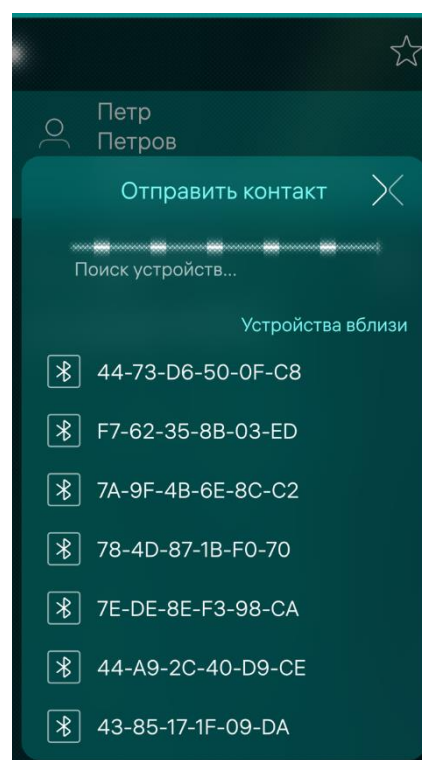 Петр
Петров
Отправить контакт
Поиск устройств...
Устройства вблизи
44-73-D6-50-0F-C8
F7-62-35-8B-03-ED
7A-9F-4B-6E-8C-C2
78-4D-87-1B-F0-70
7E-DE-8E-F3-98-CA
44-A9-2C-40-D9-CE
43-85-17-1F-09-DA